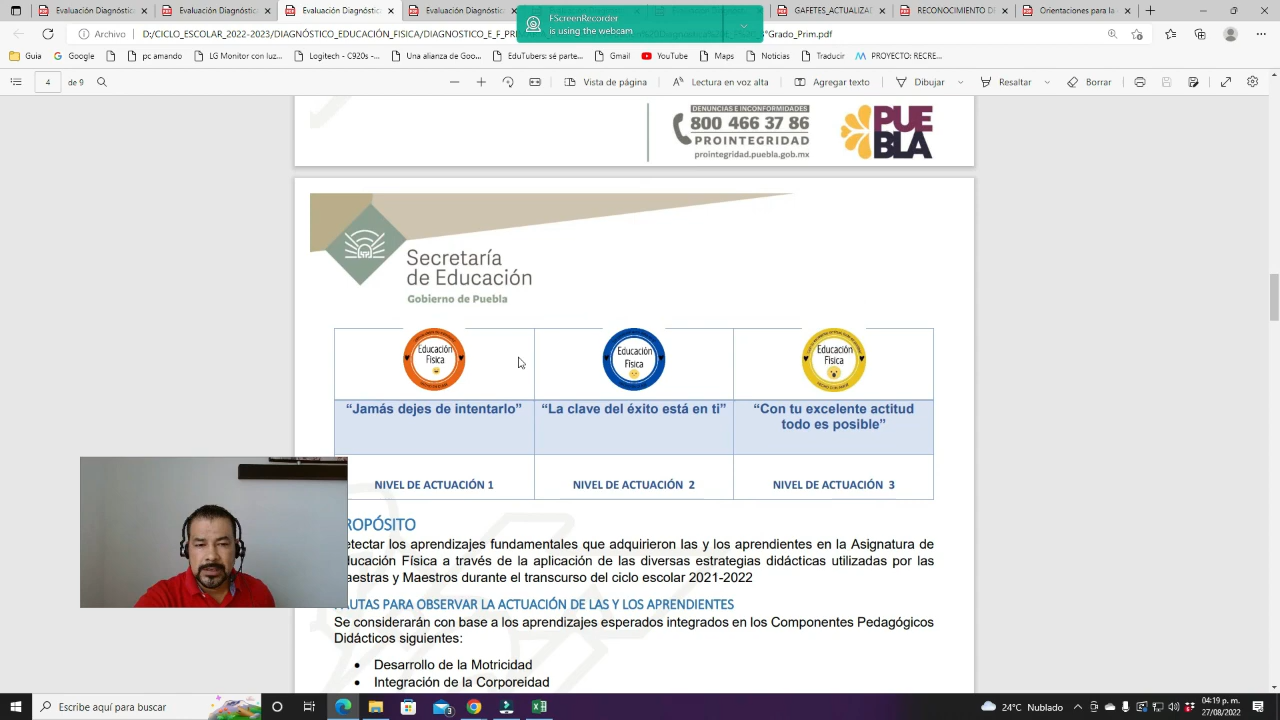 Evaluación Diagnóstic
Evaluación Diagnóstic
Evaluación Diagnóstic
GAFETES_ACTUALIZA
RECONOCIMIENTO D
Orientaciones para la
FScreenRecorder
is using the webcam
Archivo
D:/CICLO_ESCOLAR_2022-2023/DIAGNÓSTICO_EDUCACIÓN_FÍSICA/DIAGNOSTICO_E_F_PR
Grado_Prim.pdf
Guia
Google
pc armando
LG Monitor con luz...
Logitech - C920s -...
Una alianza de Goo...
EdutubersÉ se parte...
Gmail
YouTube
Maps
Noticias
Traducir
PROYECTO: RECRE...
4
de 9
Vista de página
Lectura en voz alta
Agregar texto
Dibujar
Resaltar
Borrar
DENUNCIAS E INCONFORMIDADES
800 466 37 86
PROINTEGRIDAD
prointegridad.puebla.gob.mx
PUE
BLA
Secretaría
de Educación
Gobierno de Puebla
Educación
Física
Educación
Física
Educación
Física
“Jamás dejes de intentarlo”
“La clave del éxito está en ti”
“Con tu excelente actitud
todo es posible”
NIVEL DE ACTUACIÓN 1
NIVEL DE ACTUACIÓN 2
NIVEL DE ACTUACIÓN 3
ROPÓSITO
etectar los aprendizajes fundamentales que adquirieron las y los aprendientes en la Asignatura de
ducación Física a través de la aplicación de las diversas estrategias didácticas utilizadas por las
aestras y Maestros durante el transcurso del ciclo escolar 2021-2022
AUTAS PARA OBSERVAR LA ACTUACIÓN DE LAS Y LOS APRENDIENTES
Se considerarán con base a los aprendizajes esperados integrados en los Componentes Pedagógicos
Didácticos siguientes:
• Desarrollo de la Motricidad
• Integración de la Corporeidad
Escribe aquí para buscar
24°C Nublado
04:19 p. m.
27/08/2022